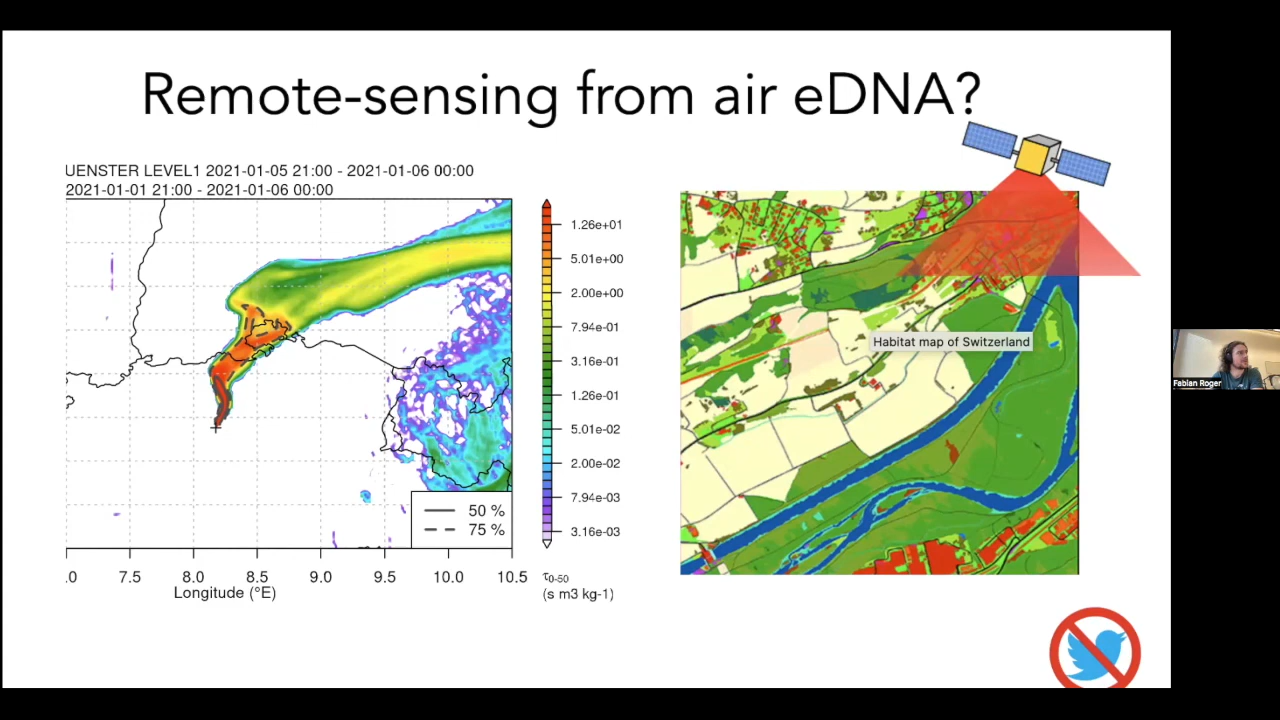 Remote-sensing from air eDNA?
UENSTER LEVEL1 2021-01-05 21:00 - 2021-01-06 00:00
2021-01-01 21:00 - 2021-01-06 00:00
1.26e+01
5.01e+00
2.00e+00
7.94e-01
3.16e-01
1.26e-01
5.01e-02
2.00e-02
7.94e-03
3.16e-03
50 %
75 %
.0 7.5 8.0 8.5 9.0 9.5 10.0 10.5
Longitude (°E)
τ0-50
(s m3 kg-1)
Habitat map of Switzerland
Fabian Roger